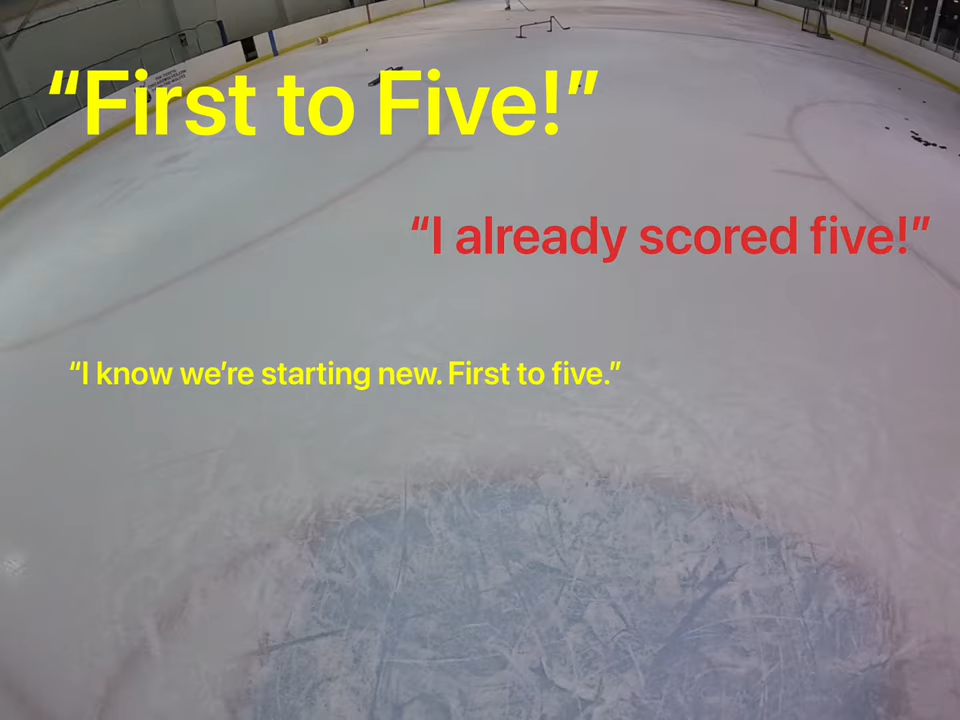 “First to Five!”
“I already scored five!”
“I know we’re starting new. First to five.”